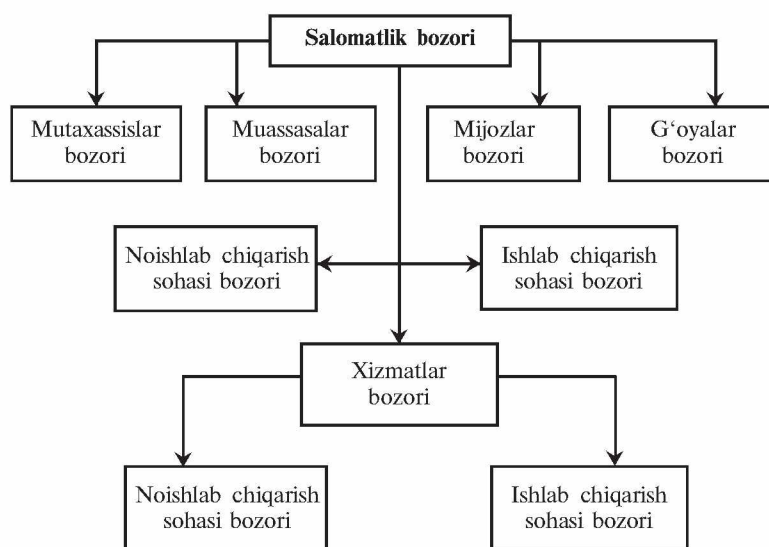 Salomatlik bozori
Mutaxassislar
bozori
Muassasalar
bozori
Mijozlar
bozori
G‘oyalar
bozori
Noishlab chiqarish
sohasi bozori
Ishlab chiqarish
sohasi bozori
Xizmatlar
bozori
Noishlab chiqarish
sohasi bozori
Ishlab chiqarish
sohasi bozori